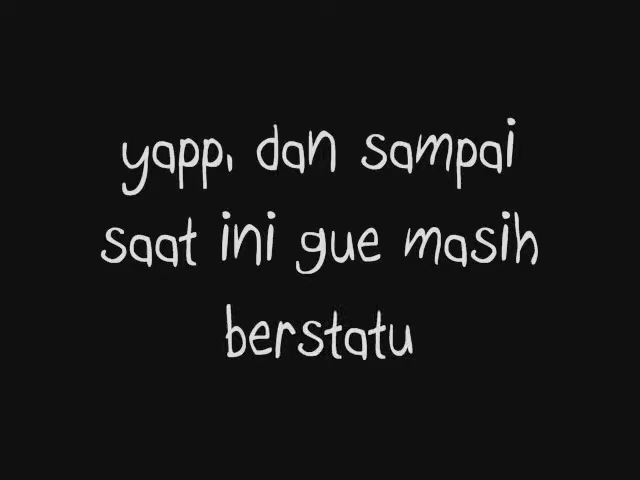 yapp, dan sampai
saat ini gue masih
berstatu